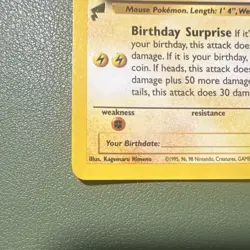 Mouse Pokémon. Length: 1' 4", We
Birthday Surprise If it'
your birthday, this attack does
damage. If it is your birthday,
coin. If heads, this attack does
damage plus 50 more damag
tails, this attack does 30 dam
weakness resistance
Your Birthdate:
Illus. Kagemaru Himeno ©1995, 96, 98 Nintendo, Creatures, GAME